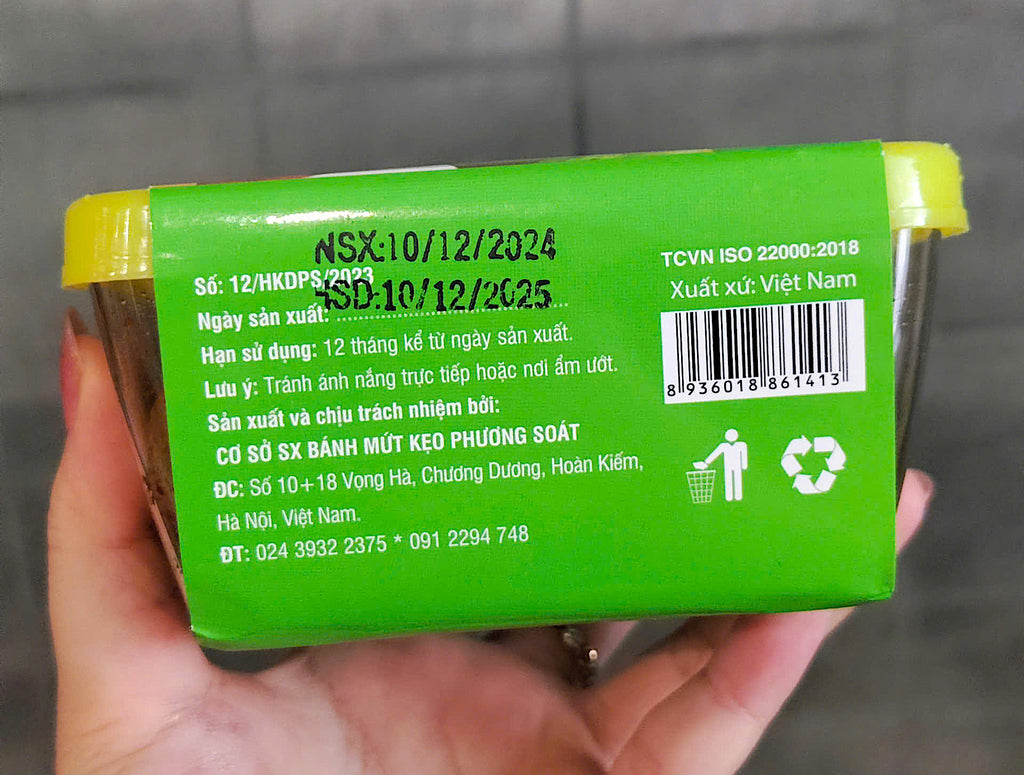 NSX:10/12/2024
Số: 12/HKDPS/2023
HSD:10/12/2025
Ngày sản xuất:
Hạn sử dụng: 12 tháng kể từ ngày sản xuất.
Lưu ý: Tránh ánh nắng trực tiếp hoặc nơi ẩm ướt.
Sản xuất và chịu trách nhiệm bởi:
CƠ SỞ SX BÁNH MỨT KẸO PHƯƠNG SOÁT
ĐC: Số 10+18 Vọng Hà, Chương Dương, Hoàn Kiếm,
Hà Nội, Việt Nam.
ĐT: 024 3932 2375 * 091 2294 748
TCVN ISO 22000:2018
Xuất xứ: Việt Nam
8 936018 861413